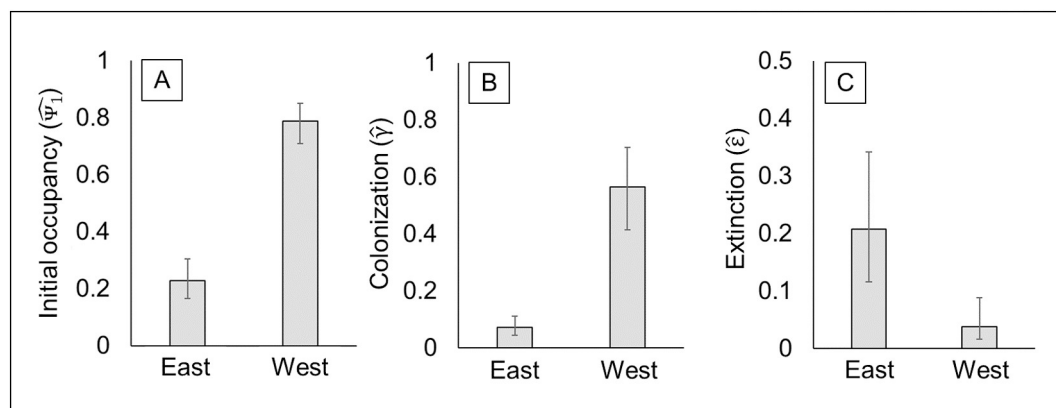 A
Initial occupancy (Ψ̂₁)
1
0.8
0.6
0.4
0.2
0
East West
B
Colonization (γ̂)
1
0.8
0.6
0.4
0.2
0
East West
C
Extinction (ε̂)
0.5
0.4
0.3
0.2
0.1
0
East West